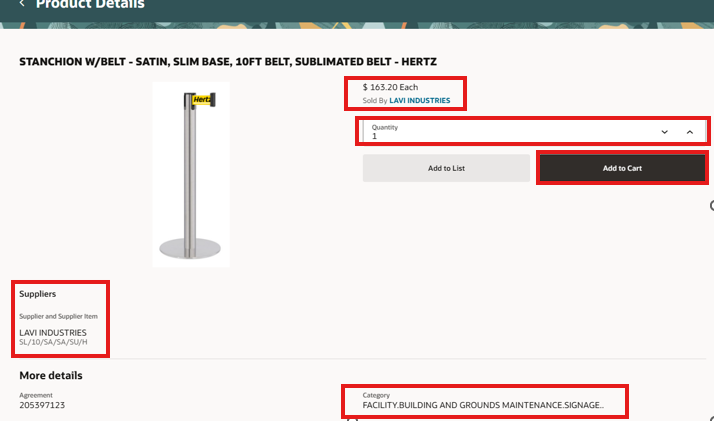 Product Details
STANCHION W/BELT - SATIN, SLIM BASE, 10FT BELT, SUBLIMATED BELT - HERTZ
Hertz
$ 163.20 Each
Sold By LAVI INDUSTRIES
Quantity
1
Add to List
Add to Cart
Suppliers
Supplier and Supplier Item
LAVI INDUSTRIES
SL/10/SA/SA/SU/H
More details
Agreement
205397123
Category
FACILITY.BUILDING AND GROUNDS MAINTENANCE.SIGNAGE..